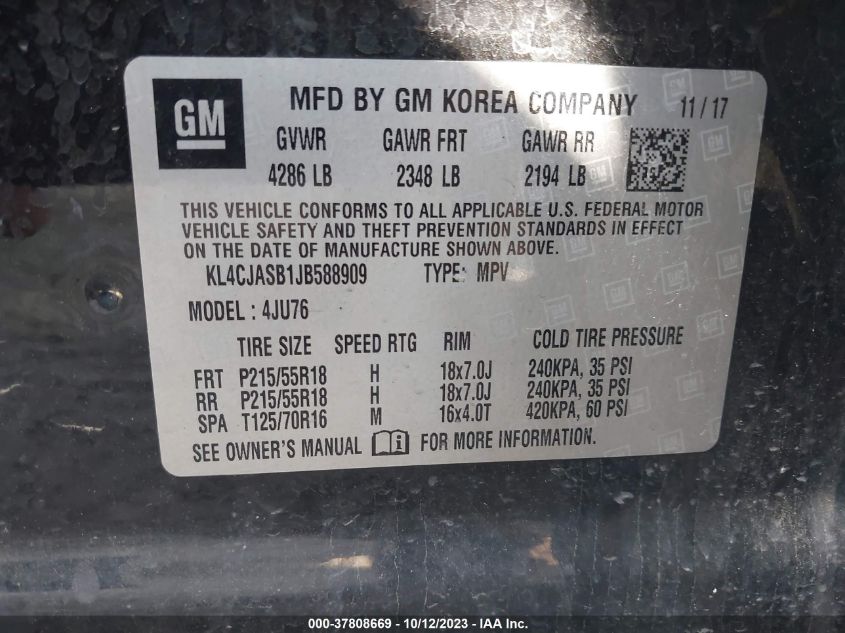 GM MFD BY GM KOREA COMPANY 11/17
GVWR GAWR FRT GAWR RR
4286 LB 2348 LB 2194 LB
THIS VEHICLE CONFORMS TO ALL APPLICABLE U.S. FEDERAL MOTOR
VEHICLE SAFETY AND THEFT PREVENTION STANDARDS IN EFFECT
ON THE DATE OF MANUFACTURE SHOWN ABOVE.
KL4CJASB1JB588909 TYPE: MPV
MODEL : 4JU76
TIRE SIZE SPEED RTG RIM COLD TIRE PRESSURE
FRT P215/55R18 H 18x7.0J 240KPA, 35 PSI
RR P215/55R18 H 18x7.0J 240KPA, 35 PSI
SPA T125/70R16 M 16x4.0T 420KPA, 60 PSI
SEE OWNER'S MANUAL i FOR MORE INFORMATION.
000-37808669 - 10/12/2023 - IAA Inc.